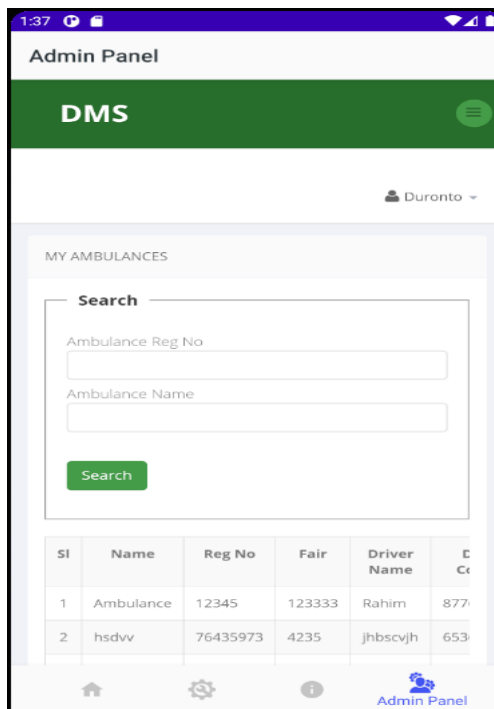 1:37
Admin Panel
DMS
Duronto
MY AMBULANCES
Search
Ambulance Reg No
Ambulance Name
Search
Sl Name Reg No Fair Driver Name
1 Ambulance 12345 123333 Rahim
2 hsdvv 76435973 4235 jhbscvjh
Admin Panel